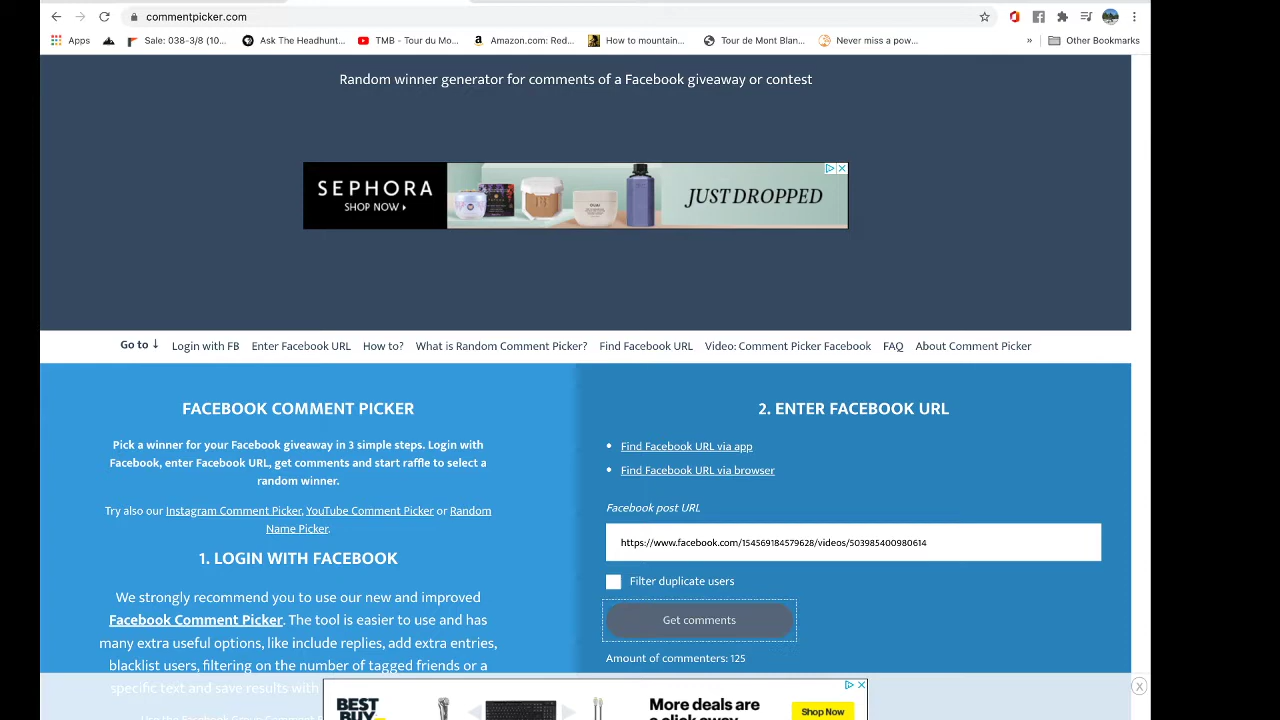 commentpicker.com
Apps
Sale: 038-3/8 (10...
Ask The Headhunt...
TMB - Tour du Mo...
Amazon.com: Red...
How to mountain...
Tour de Mont Blan...
Never miss a pow...
»
Other Bookmarks
Random winner generator for comments of a Facebook giveaway or contest
SEPHORA
SHOP NOW
JUST DROPPED
Go to ↓ Login with FB Enter Facebook URL How to? What is Random Comment Picker? Find Facebook URL Video: Comment Picker Facebook FAQ About Comment Picker
FACEBOOK COMMENT PICKER
Pick a winner for your Facebook giveaway in 3 simple steps. Login with
Facebook, enter Facebook URL, get comments and start raffle to select a
random winner.
Try also our Instagram Comment Picker, YouTube Comment Picker or Random
Name Picker.
1. LOGIN WITH FACEBOOK
We strongly recommend you to use our new and improved
Facebook Comment Picker. The tool is easier to use and has
many extra useful options, like include replies, add extra entries,
blacklist users, filtering on the number of tagged friends or a
specific text and save results with
2. ENTER FACEBOOK URL
Find Facebook URL via app
Find Facebook URL via browser
Facebook post URL
https://www.facebook.com/154569184579628/videos/503985400980614
Filter duplicate users
Get comments
Amount of commenters: 125
BEST
BUY
More deals are
a click away
Shop Now
X